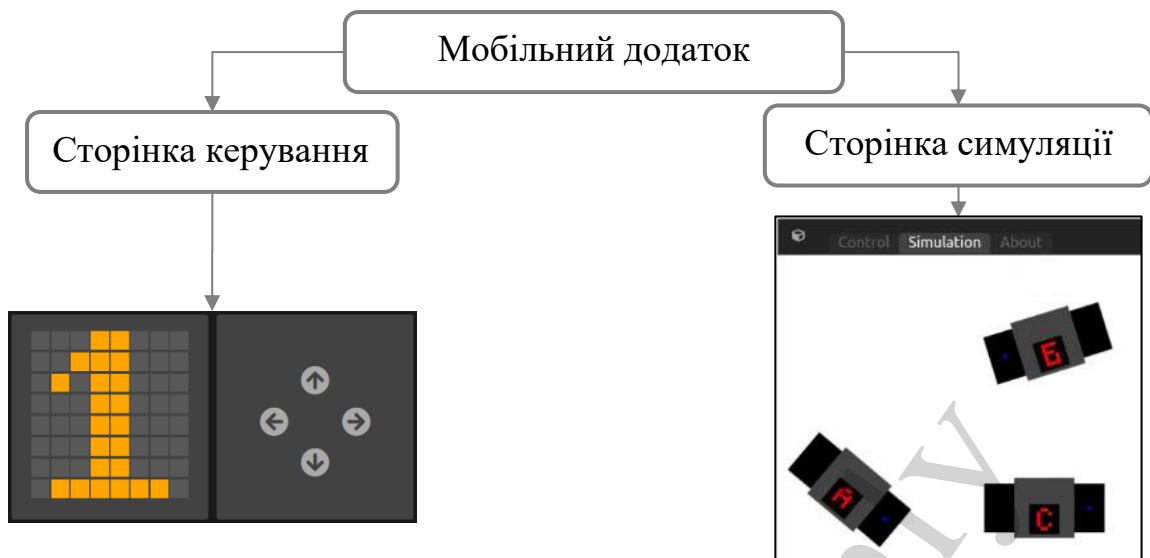 Мобільний додаток
Сторінка керування
Сторінка симуляції
Control Simulation About
Б
A
C